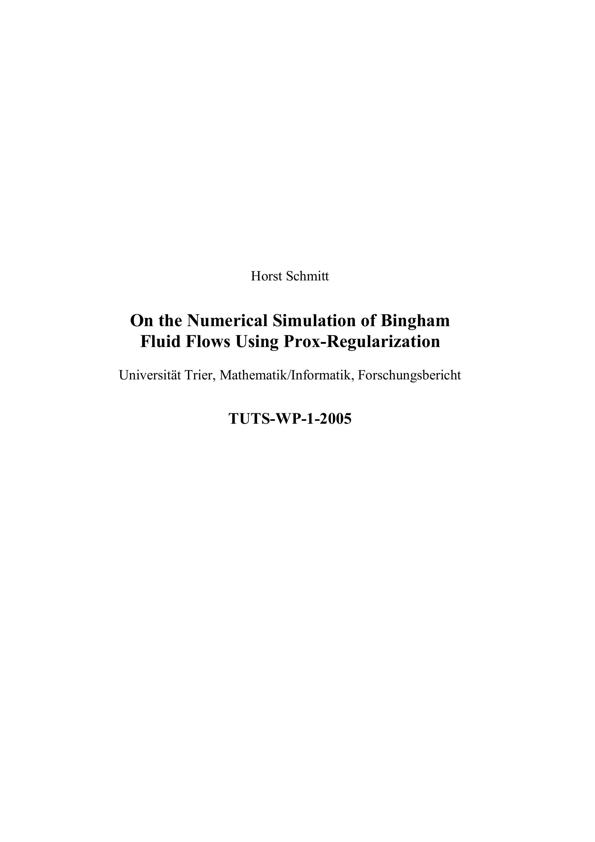 Horst Schmitt
On the Numerical Simulation of Bingham
Fluid Flows Using Prox-Regularization
Universität Trier, Mathematik/Informatik, Forschungsbericht
TUTS-WP-1-2005